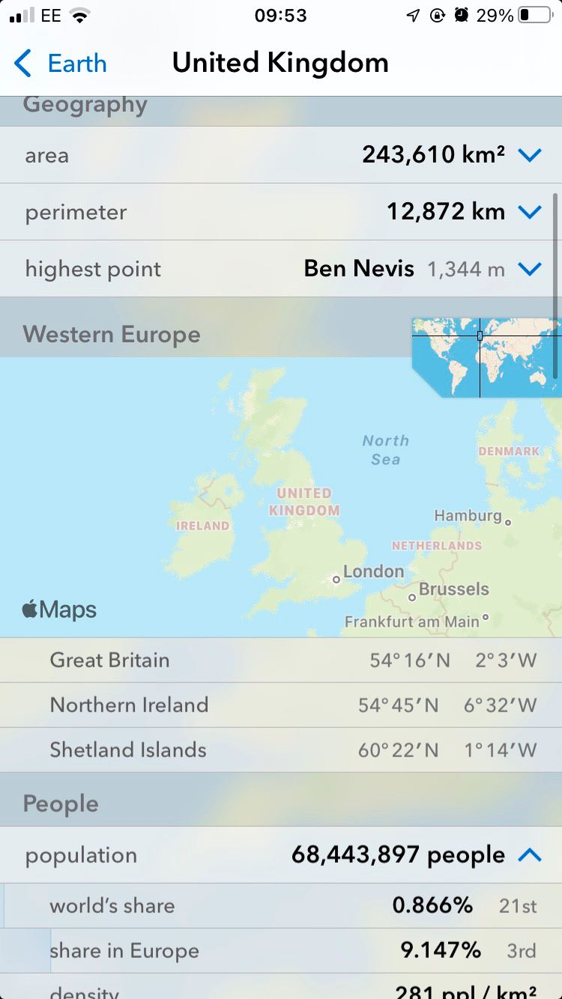 EE 09:53 29%
Earth United Kingdom
Geography
area 243,610 km²
perimeter 12,872 km
highest point Ben Nevis 1,344 m
Western Europe
North
Sea
DENMARK
UNITED
KINGDOM
Hamburg
IRELAND
NETHERLANDS
London
Brussels
Maps
Frankfurt am Main
Great Britain 54°16′N 2°3′W
Northern Ireland 54°45′N 6°32′W
Shetland Islands 60°22′N 1°14′W
People
population 68,443,897 people
world’s share 0.866% 21st
share in Europe 9.147% 3rd
density 281 ppl / km²